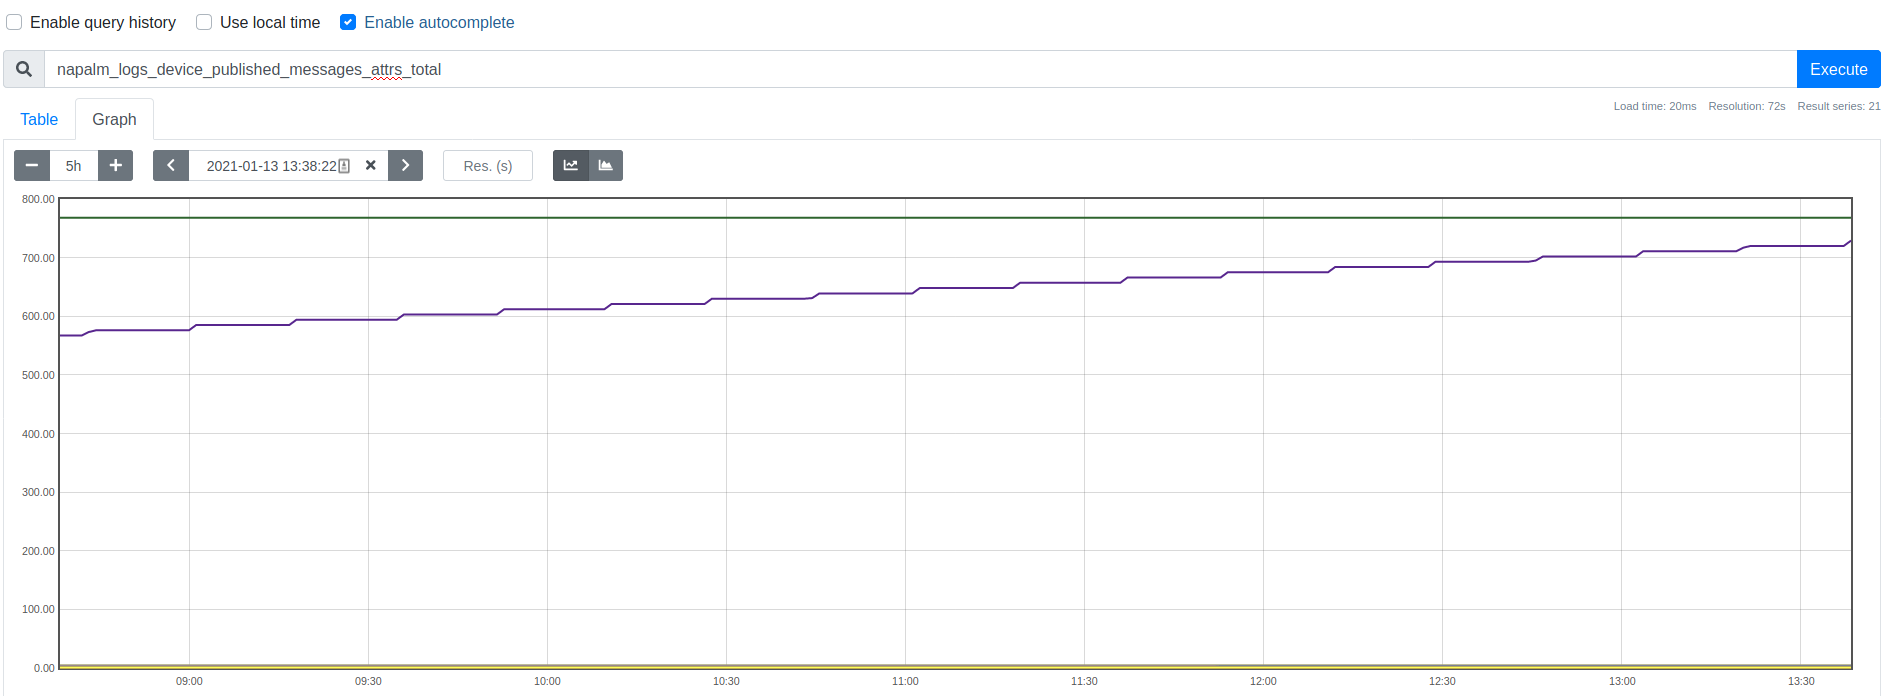 Enable query history Use local time Enable autocomplete
napalm_logs_device_published_messages_attrs_total Execute
Load time: 20ms Resolution: 72s Result series: 21
Table Graph
5h 2021-01-13 13:38:22 Res. (s)
800.00
700.00
600.00
500.00
400.00
300.00
200.00
100.00
0.00
09:00 09:30 10:00 10:30 11:00 11:30 12:00 12:30 13:00 13:30